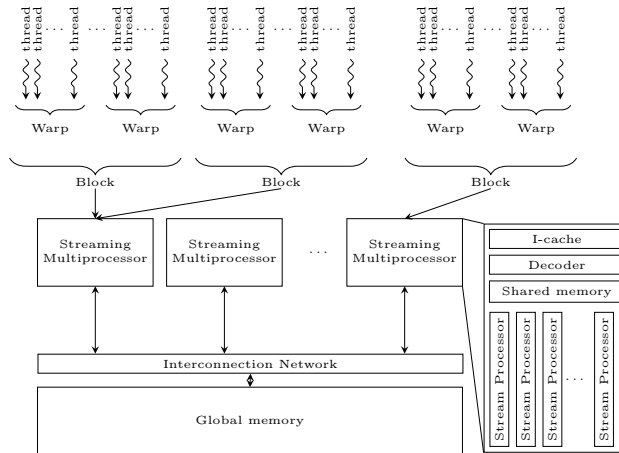 thread thread ... thread ... thread thread ... thread thread thread ... thread ... thread thread ... thread thread thread ... thread ... thread thread ... thread
Warp Warp Warp Warp Warp Warp
Block Block Block
Streaming Multiprocessor
Streaming Multiprocessor
...
Streaming Multiprocessor
I-cache
Decoder
Shared memory
Stream Processor
Stream Processor
Stream Processor
...
Stream Processor
Interconnection Network
Global memory